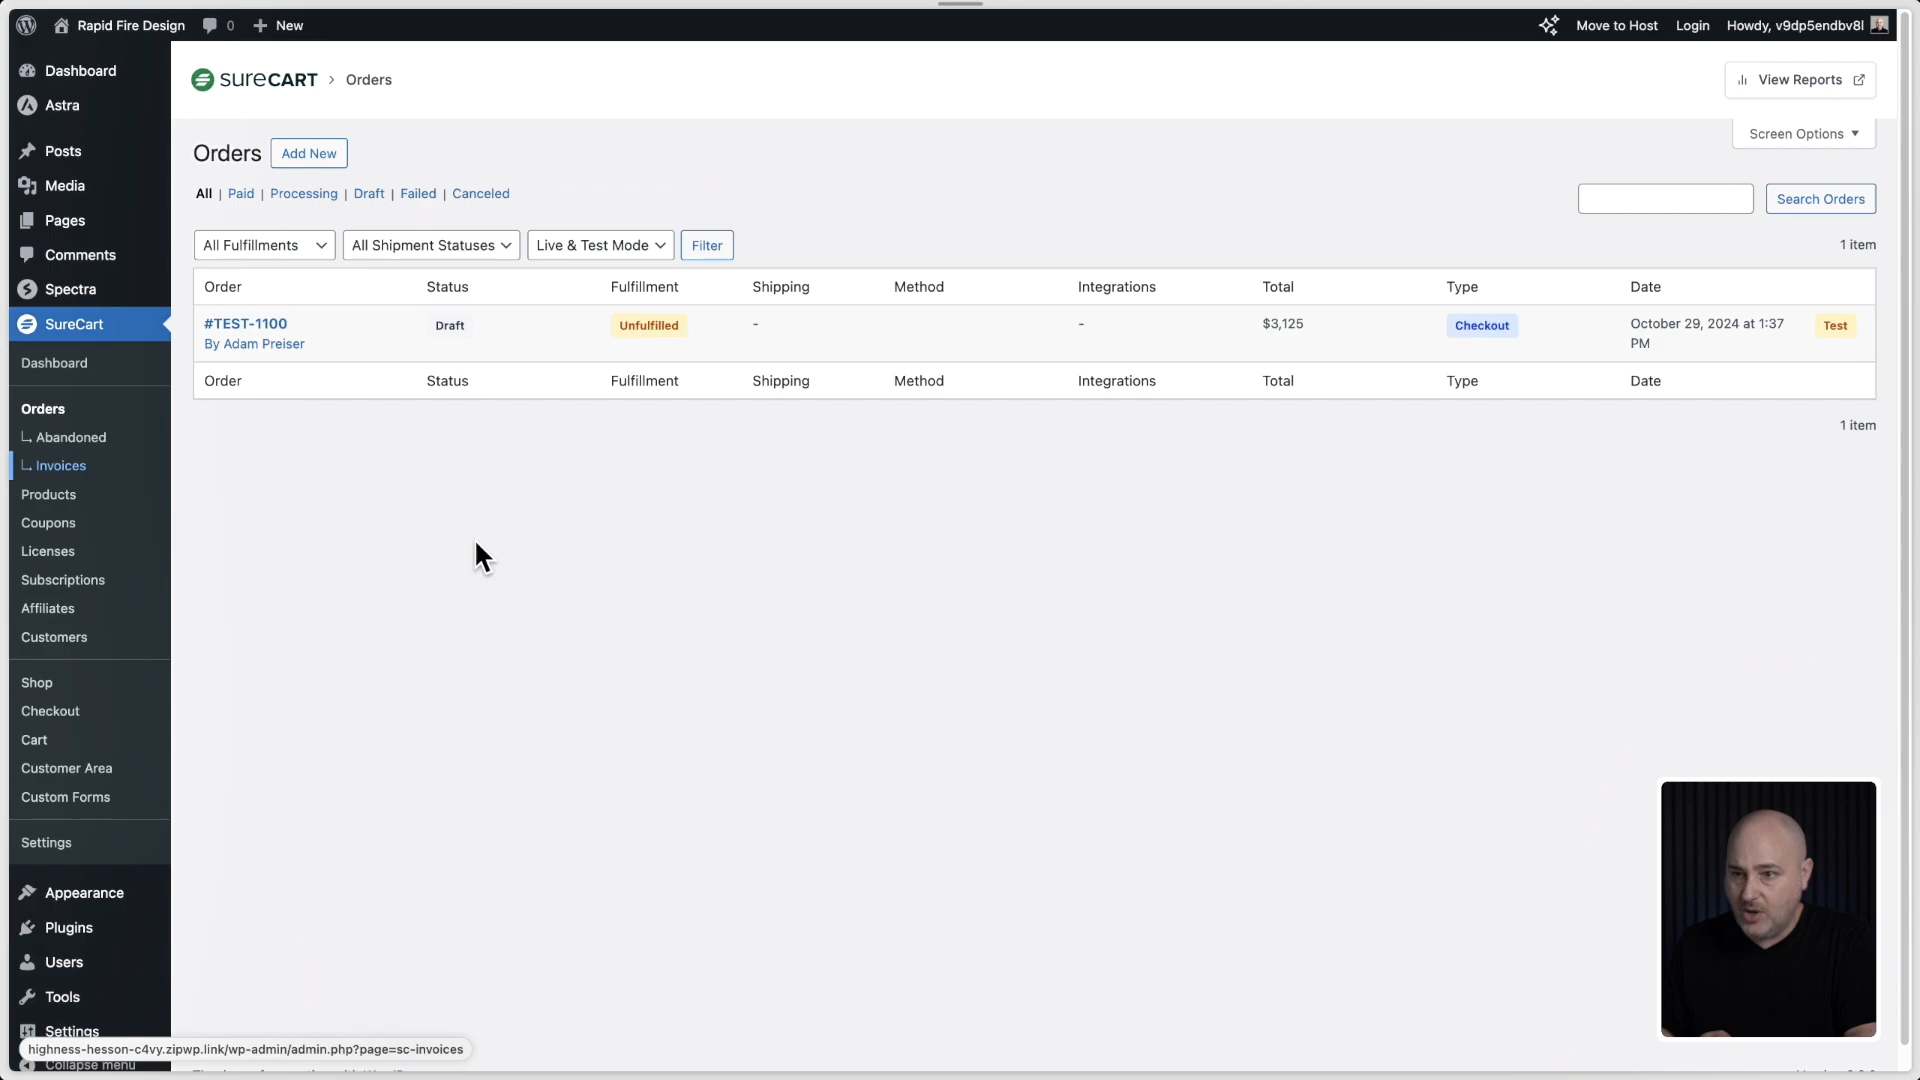 Rapid Fire Design 0 New Move to Host Login Howdy, v9dp5endbv8l
Dashboard
Astra
Posts
Media
Pages
Comments
Spectra
SureCart
Dashboard
Orders
Abandoned
Invoices
Products
Coupons
Licenses
Subscriptions
Affiliates
Customers
Shop
Checkout
Cart
Customer Area
Custom Forms
Settings
Appearance
Plugins
Users
Tools
Settings
Collapse menu
highness-hesson-c4vy.zipwp.link/wp-admin/admin.php?page=sc-invoices
SURECART > Orders
View Reports
Screen Options
Orders Add New
All | Paid | Processing | Draft | Failed | Canceled
Search Orders
All Fulfillments All Shipment Statuses Live & Test Mode Filter
1 item
Order Status Fulfillment Shipping Method Integrations Total Type Date
#TEST-1100 Draft Unfulfilled - - $3,125 Checkout October 29, 2024 at 1:37 Test
By Adam Preiser PM
Order Status Fulfillment Shipping Method Integrations Total Type Date
1 item